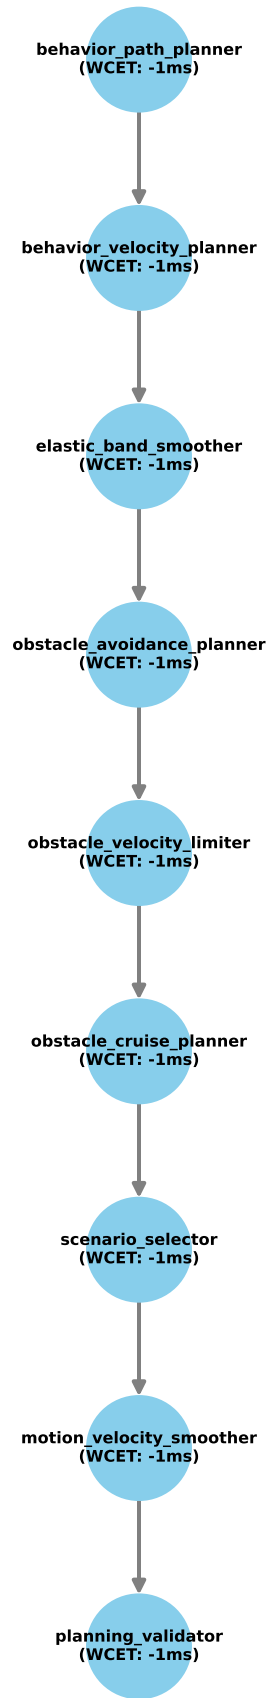 behavior_path_planner
(WCET: -1ms)
behavior_velocity_planner
(WCET: -1ms)
elastic_band_smoother
(WCET: -1ms)
obstacle_avoidance_planner
(WCET: -1ms)
obstacle_velocity_limiter
(WCET: -1ms)
obstacle_cruise_planner
(WCET: -1ms)
scenario_selector
(WCET: -1ms)
motion_velocity_smoother
(WCET: -1ms)
planning_validator
(WCET: -1ms)